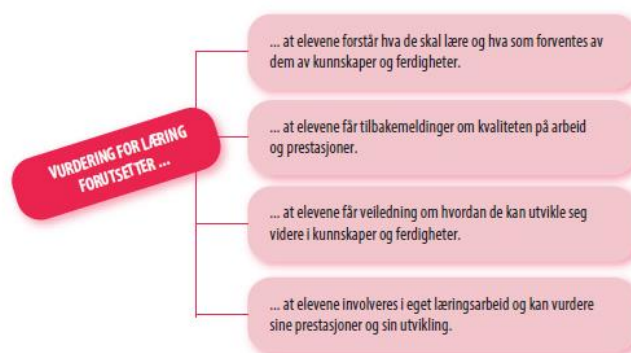 VURDERING FOR LÆRING
FORUTSETTER ...
... at elevene forstår hva de skal lære og hva som forventes av
dem av kunnskaper og ferdigheter.
... at elevene får tilbakemeldinger om kvaliteten på arbeid
og prestasjoner.
... at elevene får veiledning om hvordan de kan utvikle seg
videre i kunnskaper og ferdigheter.
... at elevene involveres i eget læringsarbeid og kan vurdere
sine prestasjoner og sin utvikling.